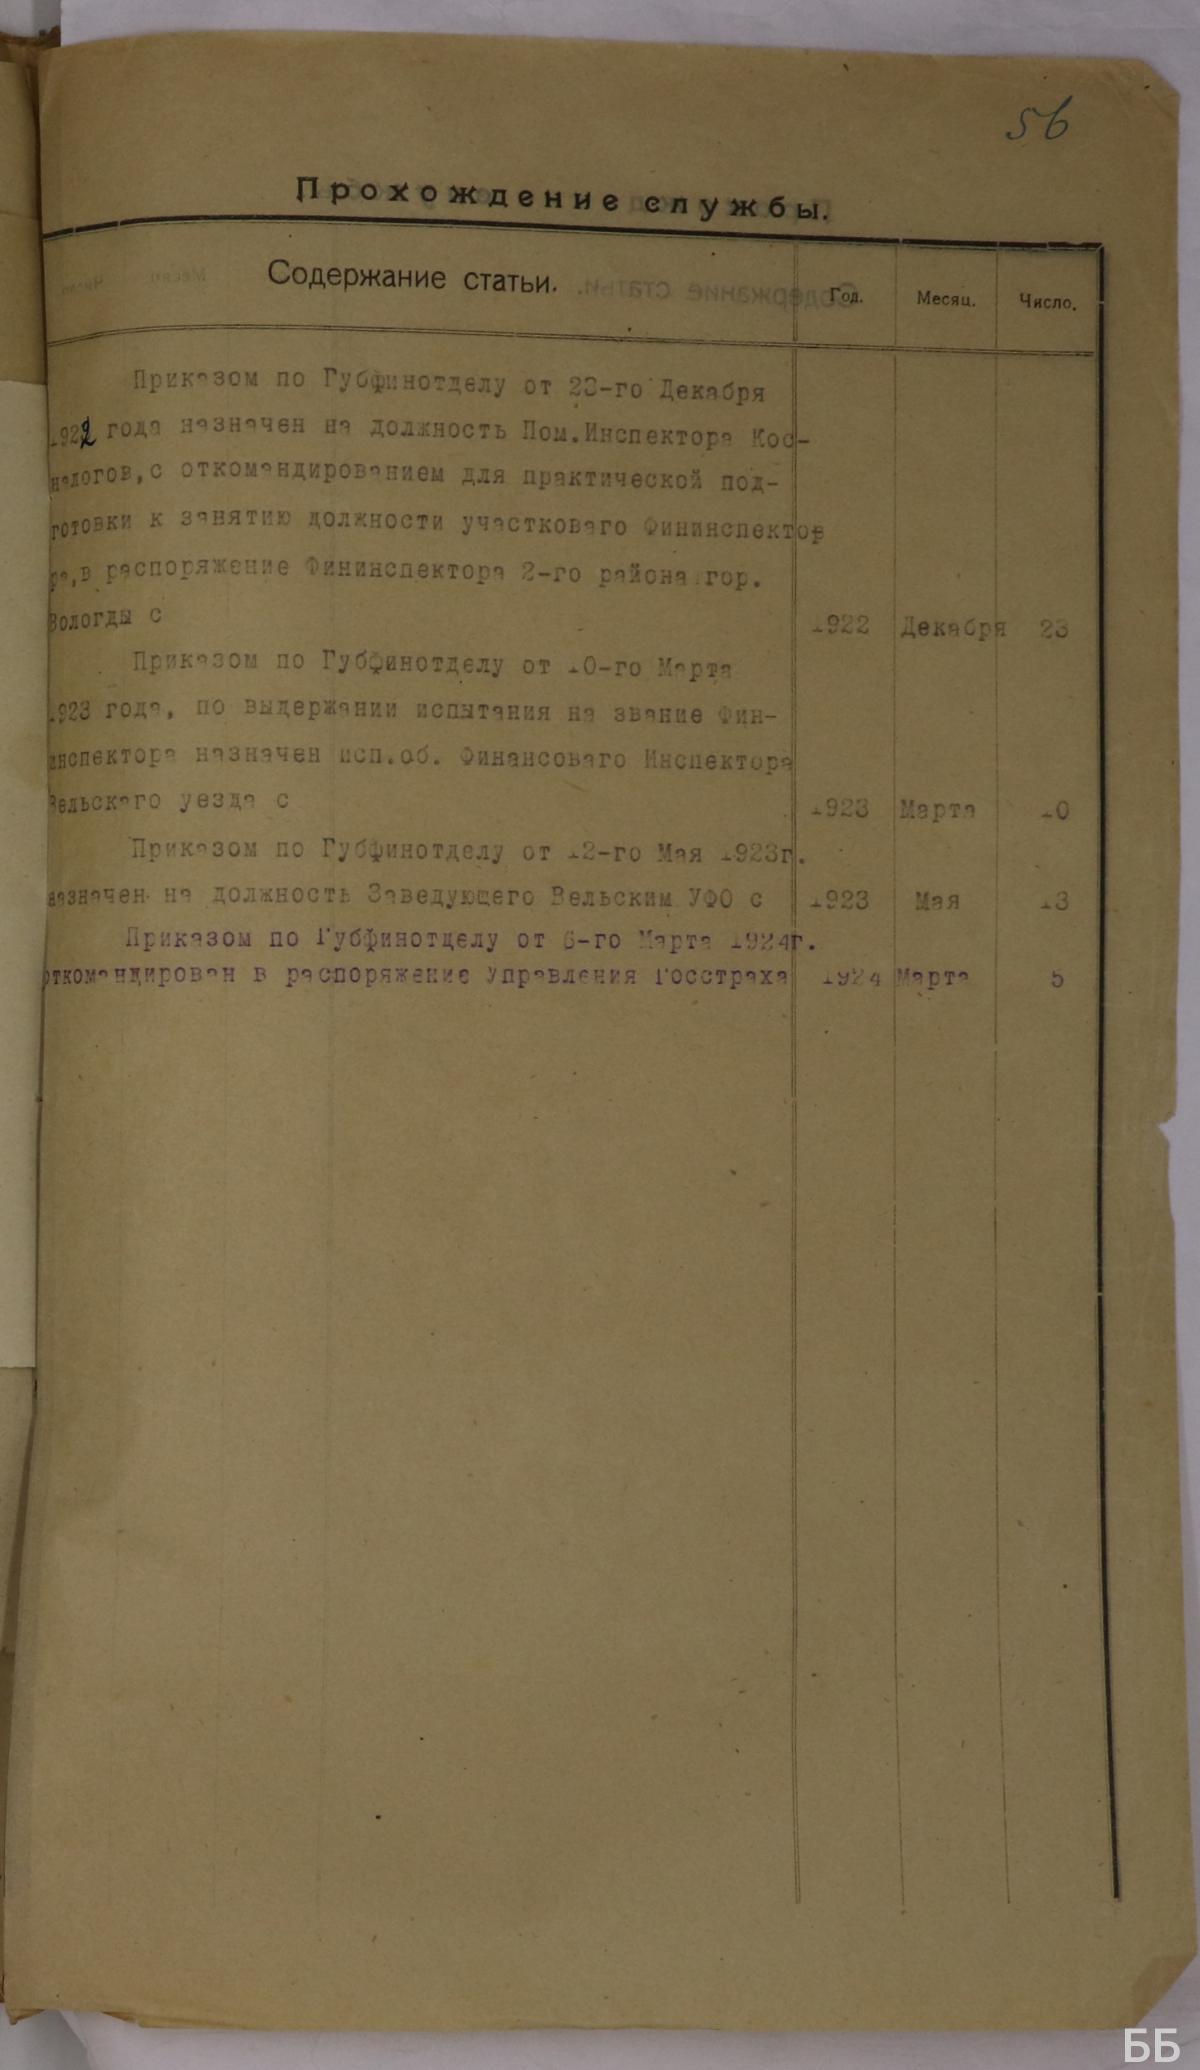 56
Прохождение службы.
Содержание статьи. Год. Месяц. Число.
Приказом по Губфинотделу от 23-го Декабря
1922 года назначен на должность Пом.Инспектора Кос-
налогов,с откомандированием для практической под-
готовки к занятию должности участковаго Фининспектор
ра,в распоряжение Фининспектора 2-го района гор.
Вологды с 1922 Декабря 23
Приказом по Губфинотделу от 10-го Марта
1923 года, по выдержании испытания на звание Фин-
инспектора назначен исп.об. Финансоваго Инспектора
Вельскаго уезда с 1923 Марта 10
Приказом по Губфинотделу от 12-го Мая 1923г.
назначен на должность Заведующего Вельским УФО с 1923 Мая 13
Приказом по Губфинотделу от 6-го Марта 1924г.
откомандирован в распоряжение Управления Госстраха 1924 Марта 5
ББ